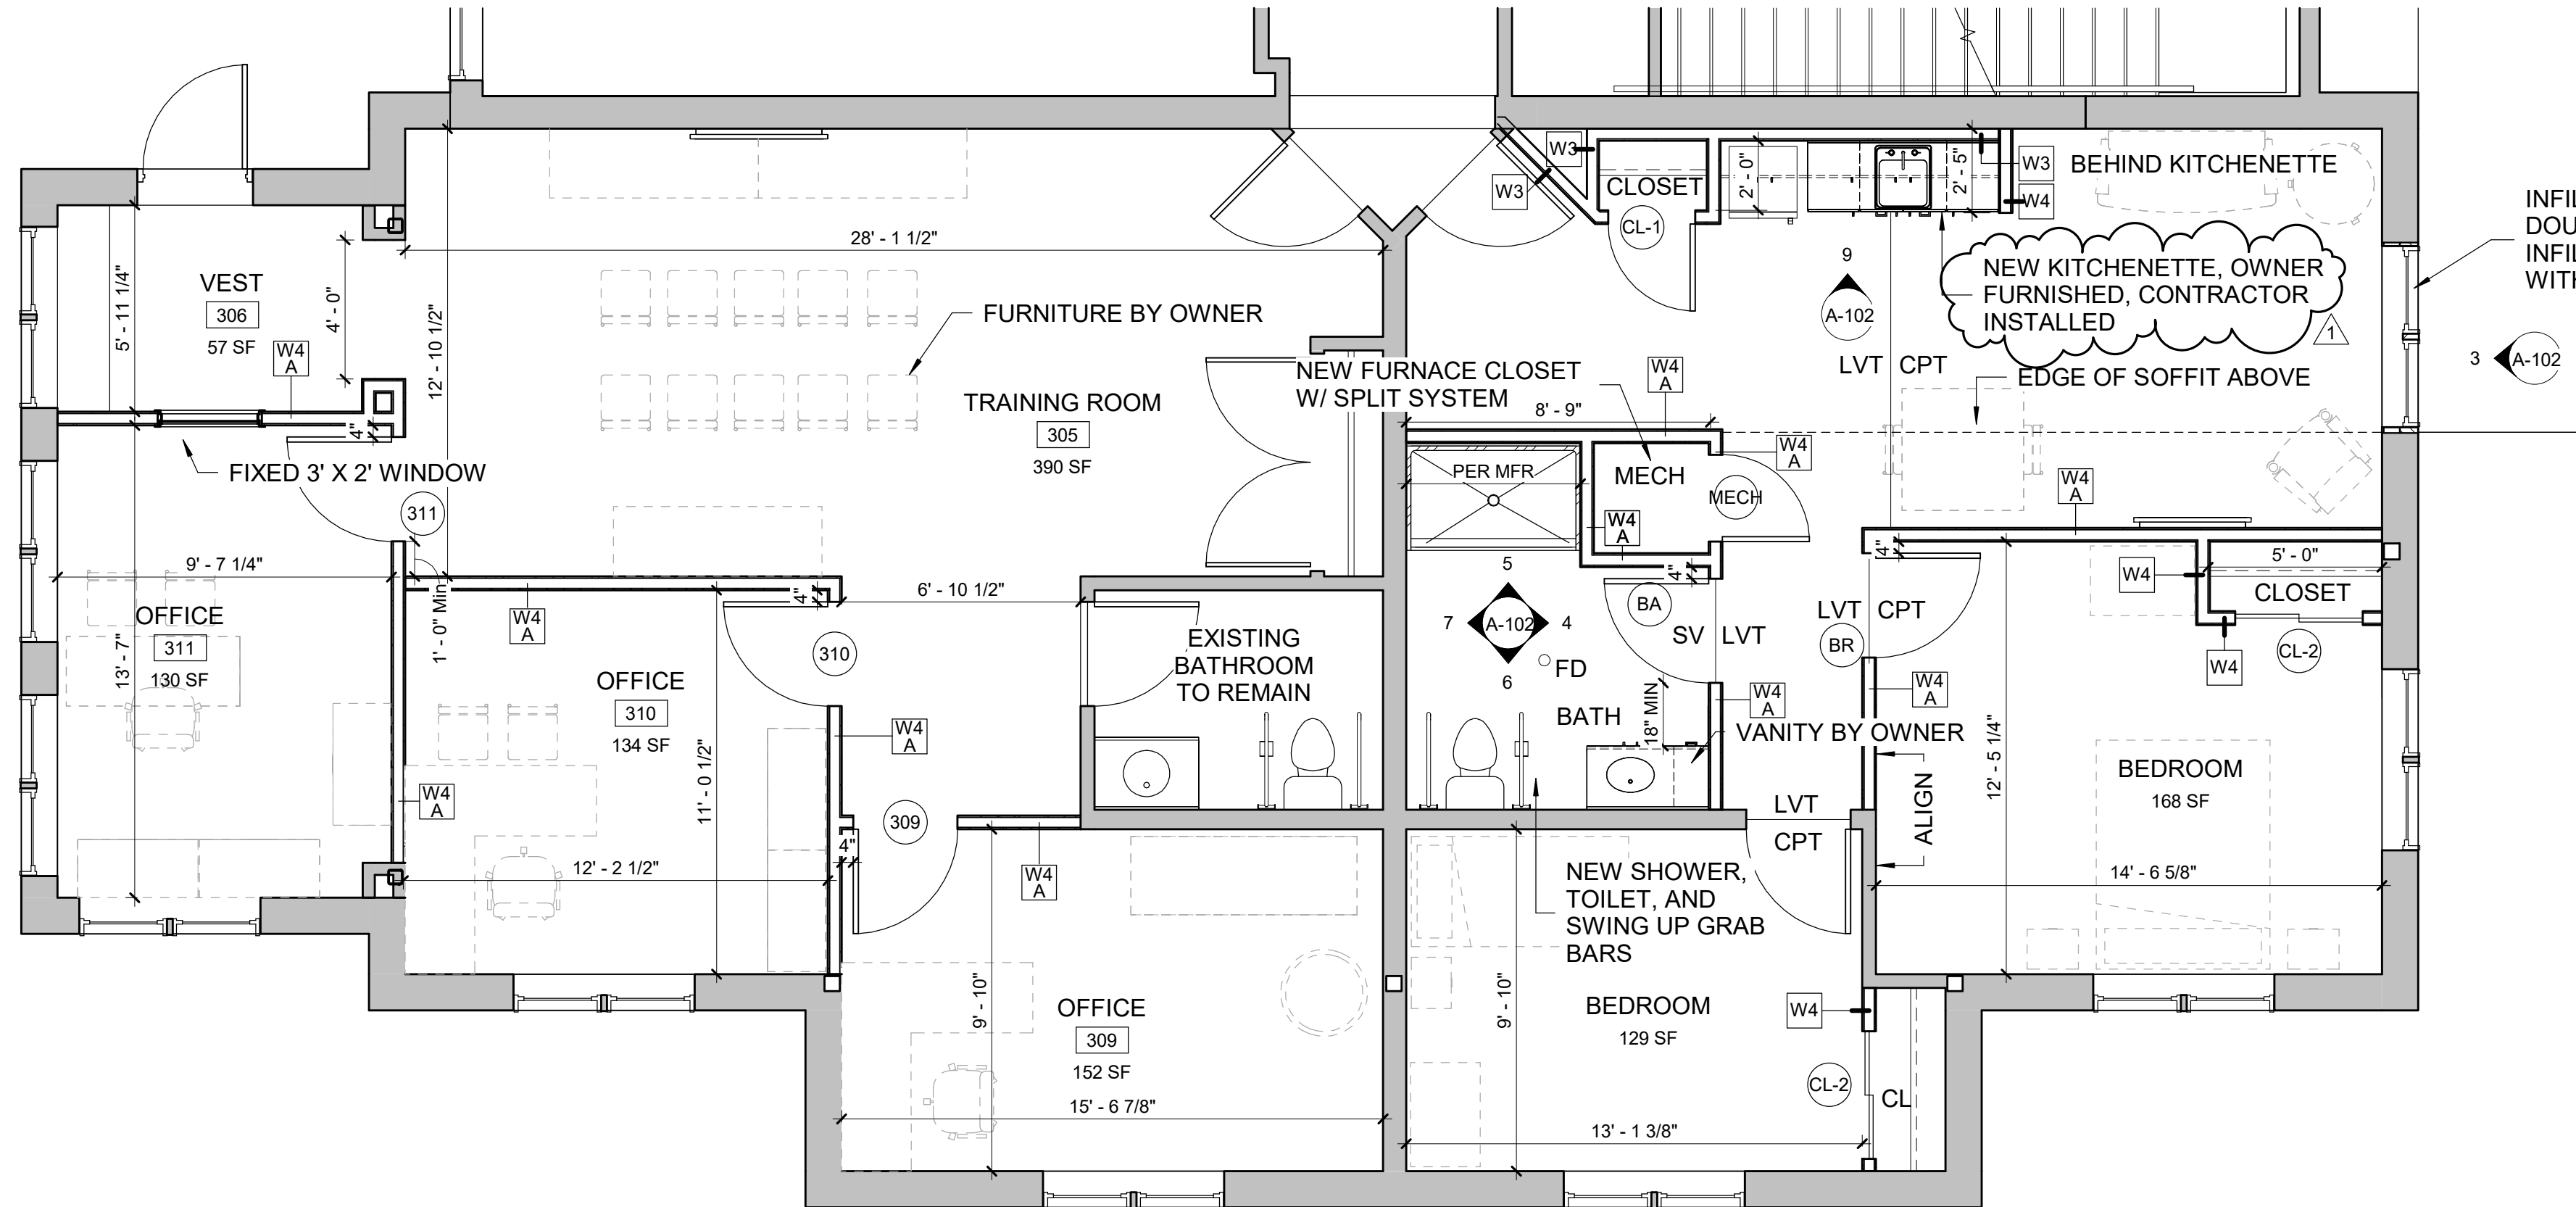 VEST
306
57 SF
5' - 11 1/4"
4' - 0"
W4
A
4"
FIXED 3' X 2' WINDOW
311
9' - 7 1/4"
OFFICE
311
130 SF
13' - 7"
28' - 1 1/2"
12' - 10 1/2"
FURNITURE BY OWNER
TRAINING ROOM
305
390 SF
1' - 0" Min
W4
A
4"
6' - 10 1/2"
310
OFFICE
310
134 SF
11' - 0 1/2"
W4
A
12' - 2 1/2"
W4
A
309
4"
W4
A
EXISTING
BATHROOM
TO REMAIN
OFFICE
309
152 SF
9' - 10"
15' - 6 7/8"
W3
W3
CLOSET
CL-1
2' - 0"
2' - 5"
W3
W4
BEHIND KITCHENETTE
9
A-102
NEW KITCHENETTE, OWNER
FURNISHED, CONTRACTOR
INSTALLED
1
LVT
CPT
EDGE OF SOFFIT ABOVE
3
A-102
INFIL
DOU
INFIL
WITH
NEW FURNACE CLOSET
W/ SPLIT SYSTEM
8' - 9"
W4
A
W4
A
PER MFR
MECH
MECH
W4
A
4"
5
7
A-102
4
6
BA
SV
LVT
FD
BATH
18" MIN
W4
A
VANITY BY OWNER
W4
A
4"
LVT
CPT
BR
W4
A
ALIGN
W4
5' - 0"
CLOSET
W4
CL-2
BEDROOM
168 SF
12' - 5 1/4"
14' - 6 5/8"
LVT
CPT
NEW SHOWER,
TOILET, AND
SWING UP GRAB
BARS
BEDROOM
129 SF
9' - 10"
13' - 1 3/8"
W4
CL-2
CL